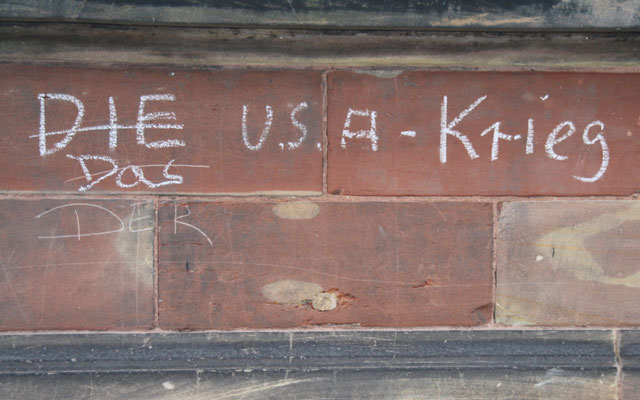 DIE U.S.A - Krieg
Das
DER